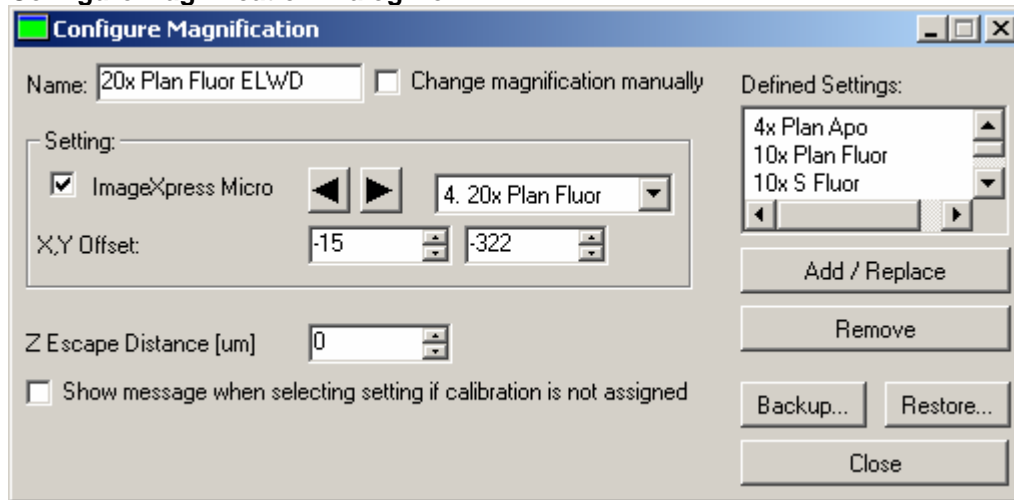 Configure Magnification
Name: 20x Plan Fluor ELWD Change magnification manually
Defined Settings:
4x Plan Apo
10x Plan Fluor
10x S Fluor
Setting:
ImageXpress Micro 4. 20x Plan Fluor
X,Y Offset: -15 -322
Add / Replace
Remove
Z Escape Distance [um] 0
Show message when selecting setting if calibration is not assigned
Backup... Restore...
Close